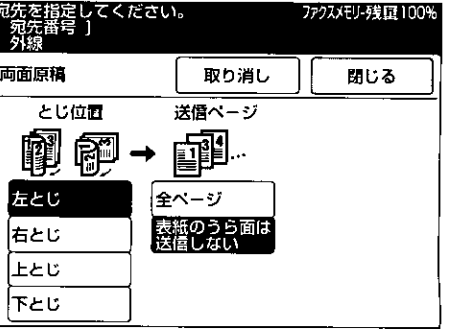 宛先を指定してください。 ファクスメモリー残量100%
宛先番号 ]
外線
両面原稿 取り消し 閉じる
とじ位置 送信ページ
左とじ 全ページ
右とじ 表紙のうら面は
送信しない
上とじ
下とじ